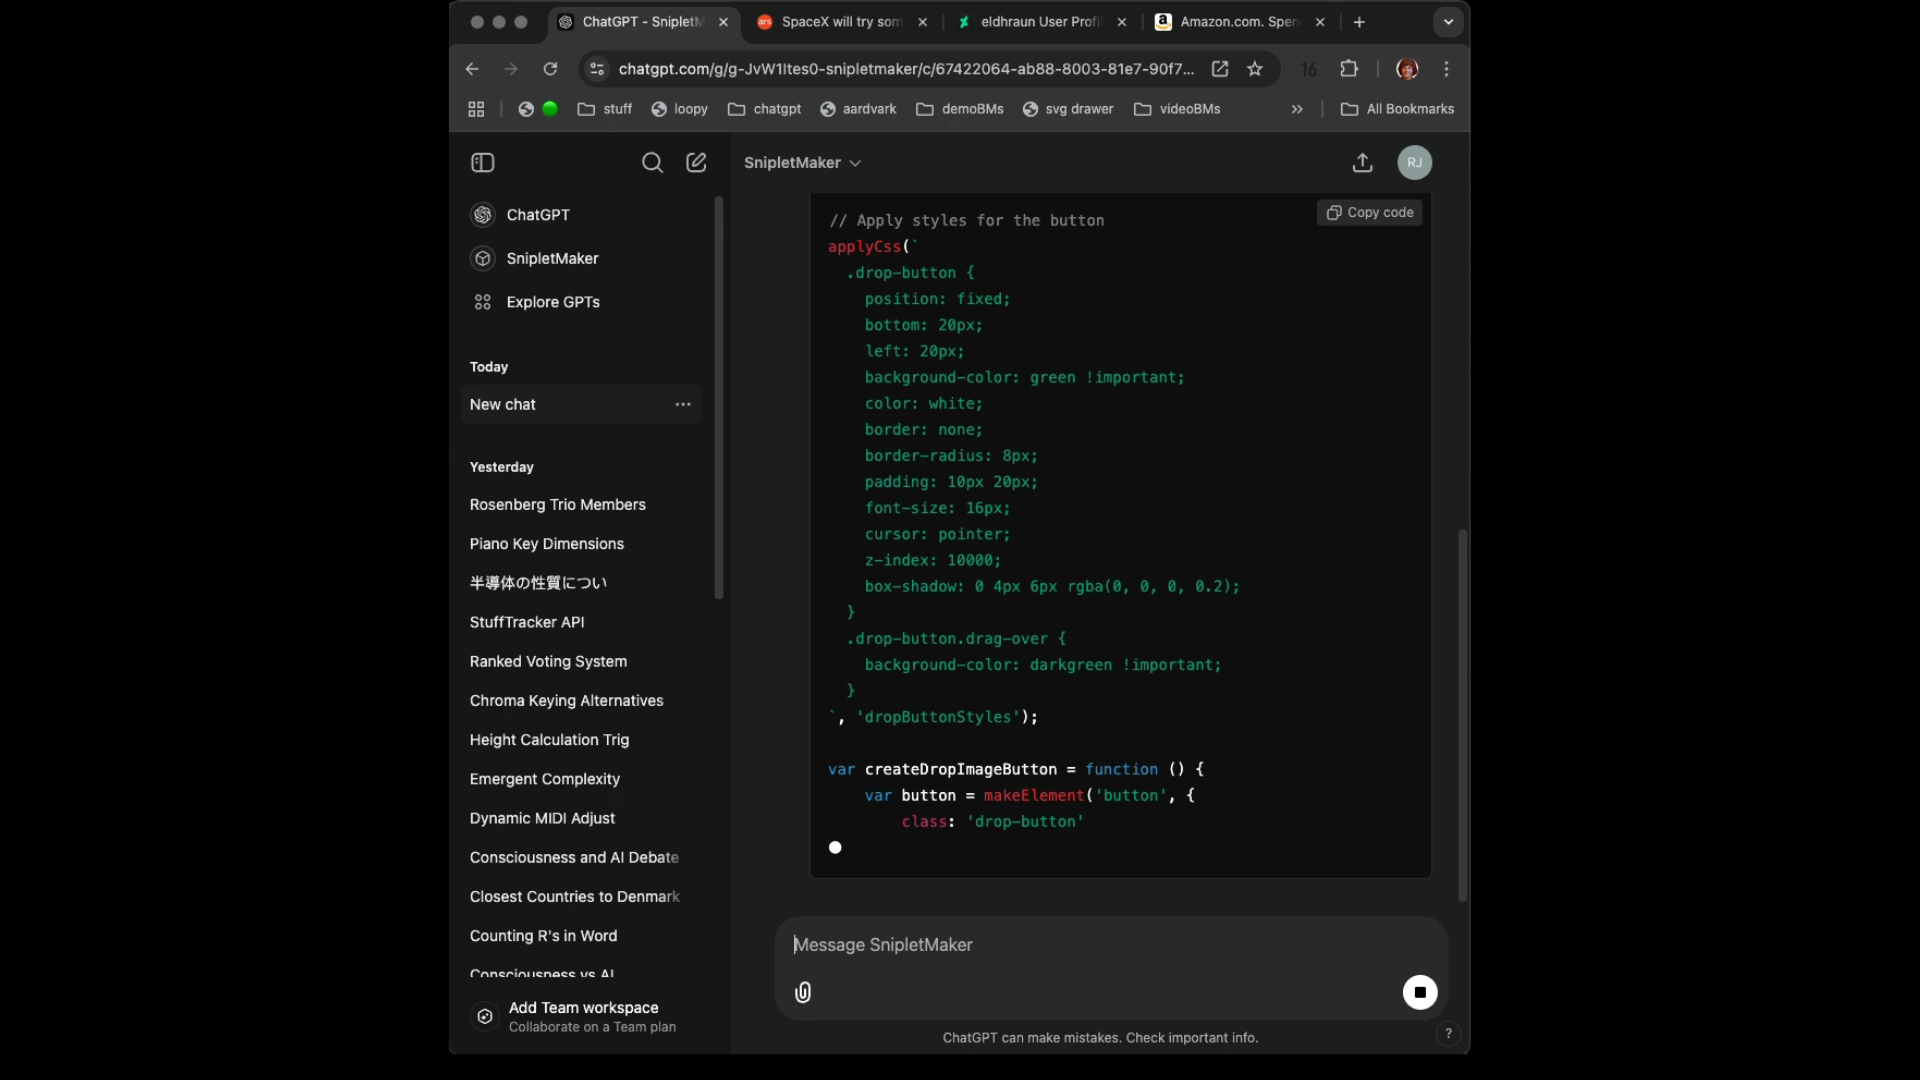 ChatGPT - SnipletM
SpaceX will try som
eldhraun User Profi
Amazon.com. Spen
chatgpt.com/g/g-JvW1ltes0-snipletmaker/c/67422064-ab88-8003-81e7-90f7...
16
stuff
loopy
chatgpt
aardvark
demoBMs
svg drawer
videoBMs
All Bookmarks
SnipletMaker
RJ
ChatGPT
SnipletMaker
Explore GPTs
Today
New chat
Yesterday
Rosenberg Trio Members
Piano Key Dimensions
半導体の性質につい
StuffTracker API
Ranked Voting System
Chroma Keying Alternatives
Height Calculation Trig
Emergent Complexity
Dynamic MIDI Adjust
Consciousness and AI Debate
Closest Countries to Denmark
Counting R's in Word
Consciousness vs AI
Add Team workspace
Collaborate on a Team plan
Copy code
// Apply styles for the button
applyCss(`
.drop-button {
position: fixed;
bottom: 20px;
left: 20px;
background-color: green !important;
color: white;
border: none;
border-radius: 8px;
padding: 10px 20px;
font-size: 16px;
cursor: pointer;
z-index: 10000;
box-shadow: 0 4px 6px rgba(0, 0, 0, 0.2);
}
.drop-button.drag-over {
background-color: darkgreen !important;
}
`, 'dropButtonStyles');
var createDropImageButton = function () {
var button = makeElement('button', {
class: 'drop-button'
Message SnipletMaker
ChatGPT can make mistakes. Check important info.
?